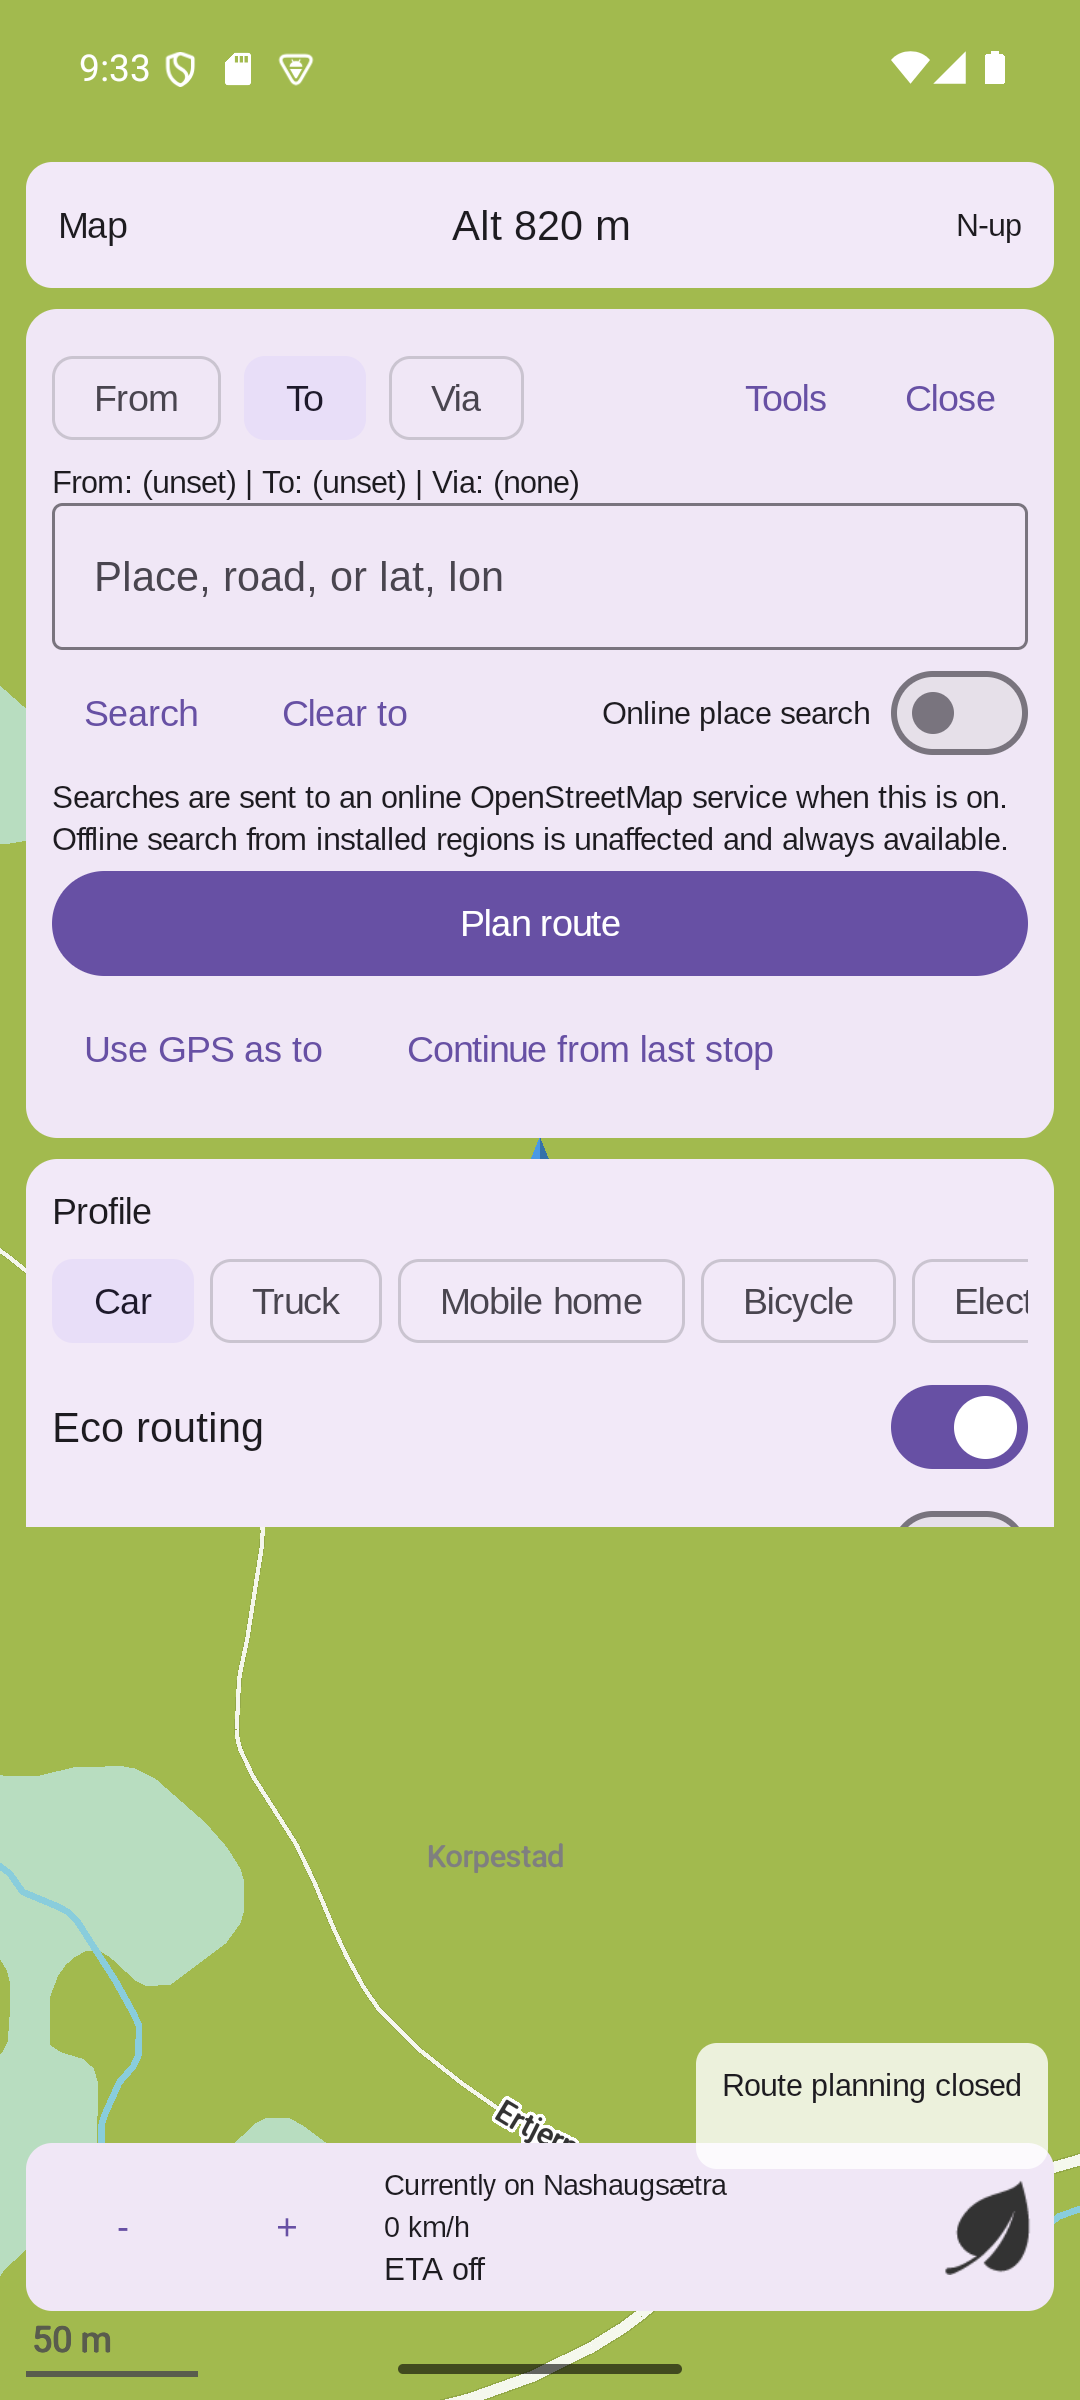 9:33
Map
Alt 820 m
N-up
From
To
Via
Tools
Close
From: (unset) | To: (unset) | Via: (none)
Place, road, or lat, lon
Search
Clear to
Online place search
Searches are sent to an online OpenStreetMap service when this is on.
Offline search from installed regions is unaffected and always available.
Plan route
Use GPS as to
Continue from last stop
Profile
Car
Truck
Mobile home
Bicycle
Elect
Eco routing
Korpestad
Route planning closed
Currently on Nashaugsætra
-
+
0 km/h
ETA off
50 m